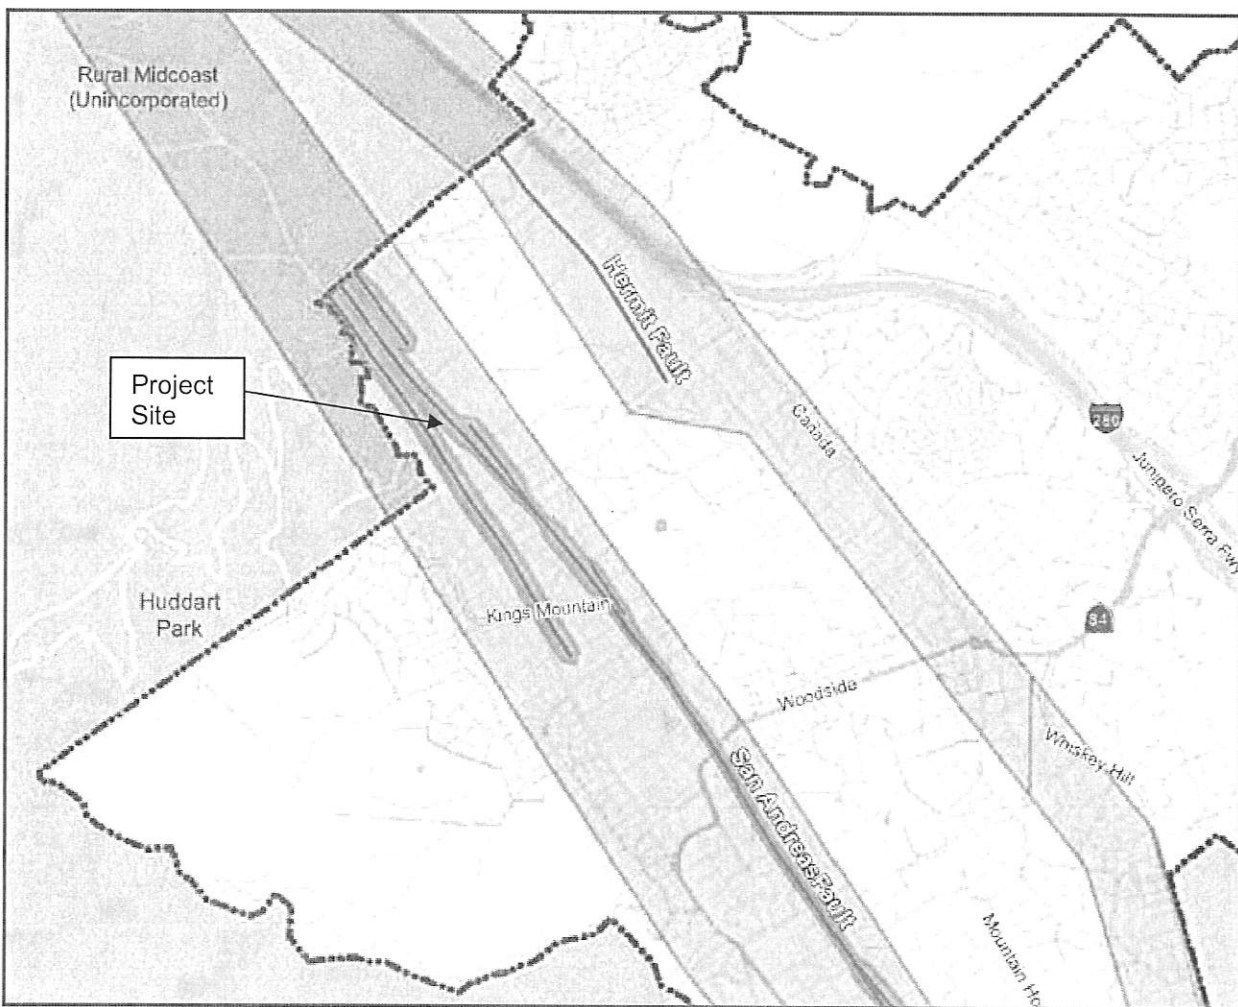 Rural Midcoast
(Unincorporated)
Hermit Fault
Project
Site
Canada
280
Junipero Serra Fwy
Huddart
Park
Kings Mountain
84
Woodside
Whiskey Hill
San Andreas Fault
Mountain Ho